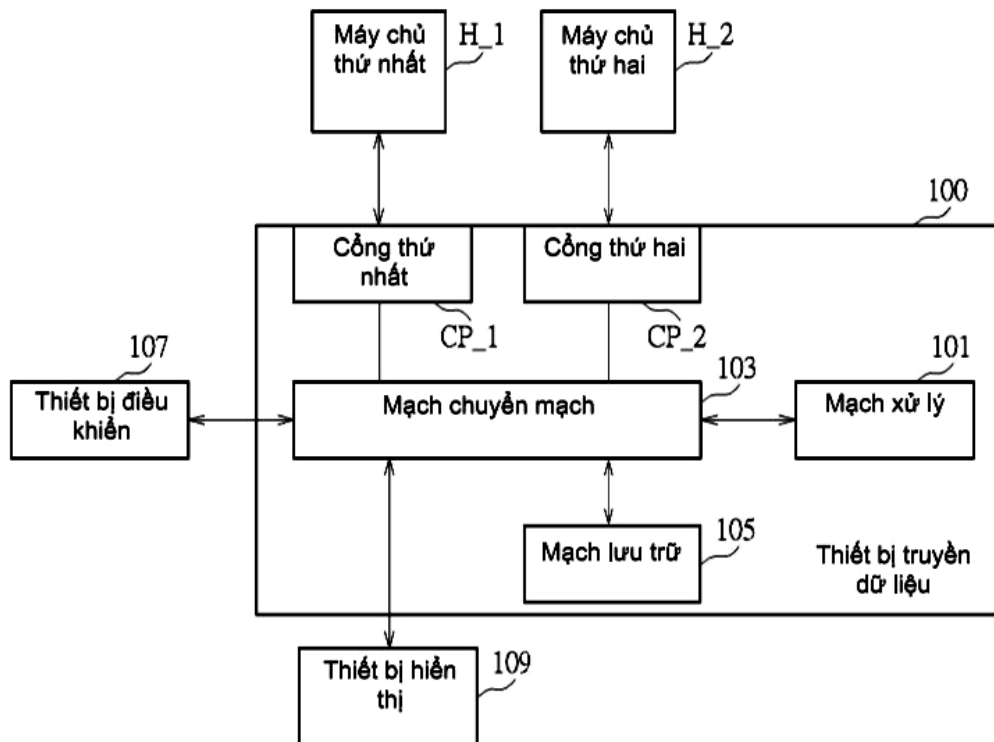 Máy chủ
thứ nhất
H_1
Máy chủ
thứ hai
H_2
100
Cổng thứ
nhất
CP_1
Cổng thứ hai
CP_2
107
Thiết bị điều
khiển
103
Mạch chuyển mạch
101
Mạch xử lý
105
Mạch lưu trữ
Thiết bị truyền
dữ liệu
109
Thiết bị hiển
thị